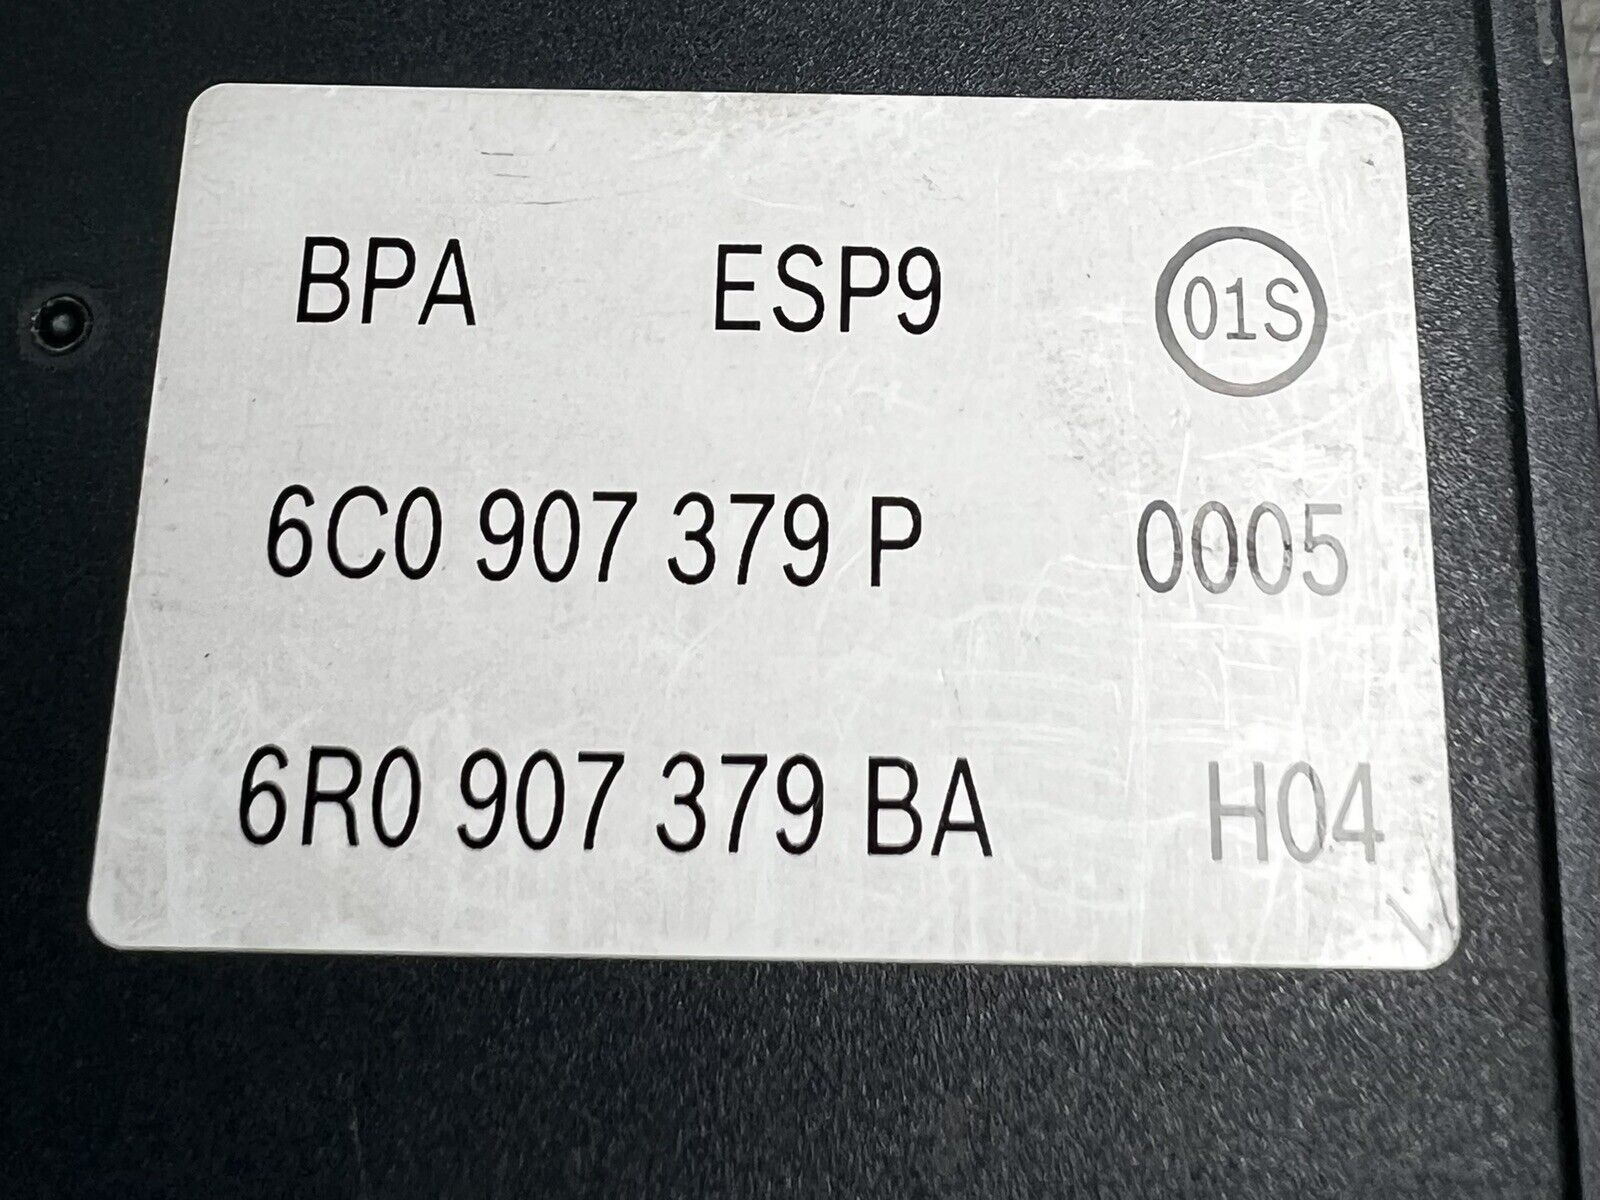 BPA ESP9 01S
6C0 907 379 P 0005
6R0 907 379 BA H04